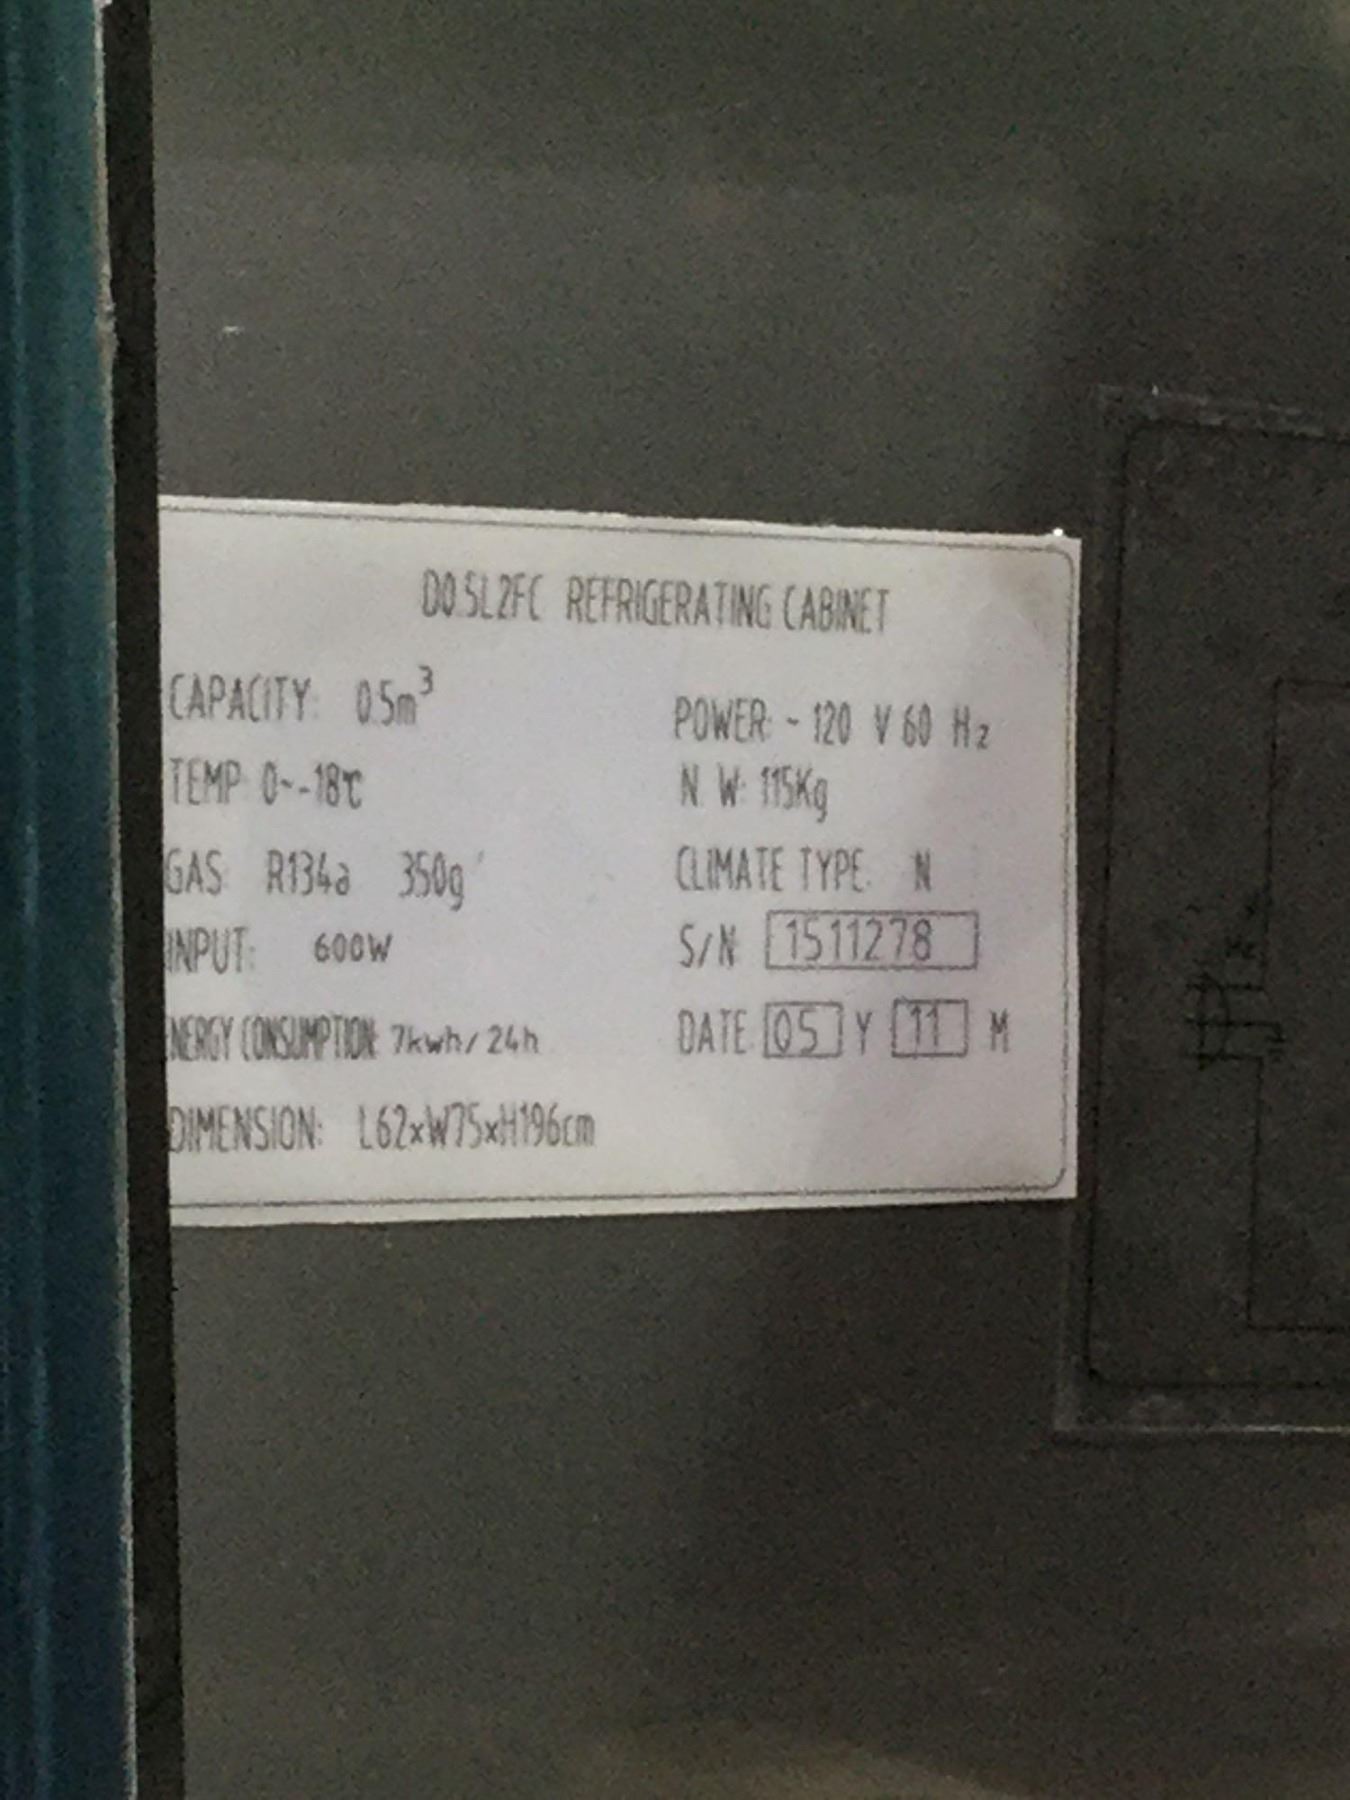 D0.5L2FC REFRIGERATING CABINET
CAPACITY: 0.5m³
POWER: ~ 120 V 60 Hz
TEMP: 0~-18℃
N. W: 115Kg
GAS: R134a 350g
CLIMATE TYPE: N
INPUT: 600W
S/N 1511278
NERGY CONSUMPTION: 7kwh/24h
DATE 05 Y 11 M
DIMENSION: L62xW75xH196cm